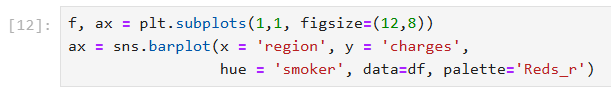 [12]: f, ax = plt.subplots(1,1, figsize=(12,8))
ax = sns.barplot(x = 'region', y = 'charges',
hue = 'smoker', data=df, palette='Reds_r')